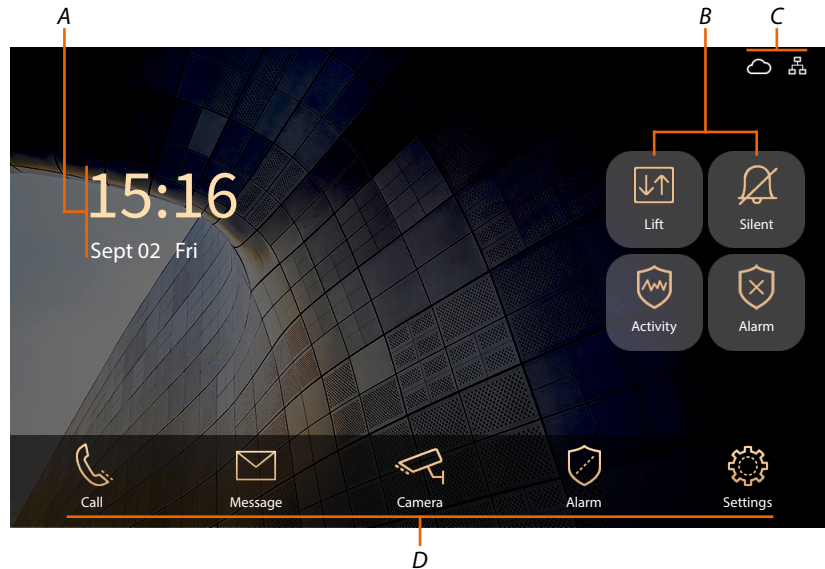 A
B
C
15:16
Sept 02 Fri
Lift
Silent
Activity
Alarm
Call
Message
Camera
Alarm
Settings
D